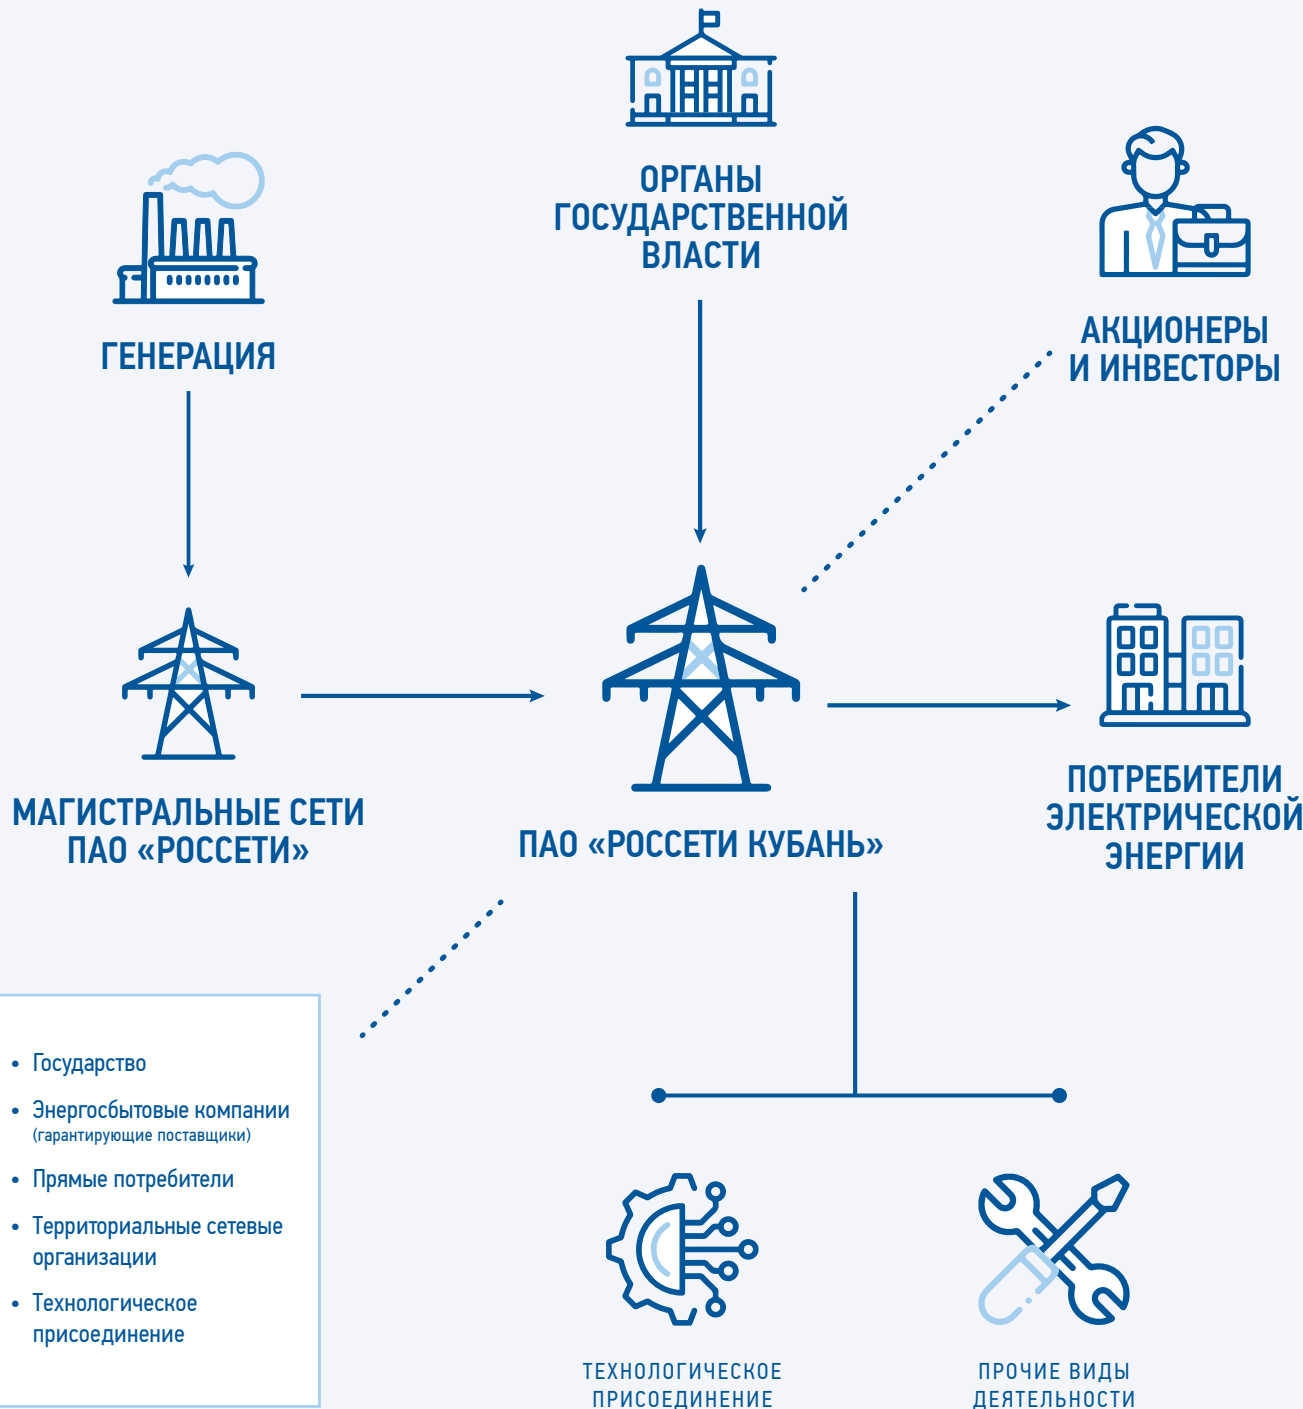 ОРГАНЫ
ГОСУДАРСТВЕННОЙ
ВЛАСТИ
ГЕНЕРАЦИЯ
АКЦИОНЕРЫ
И ИНВЕСТОРЫ
МАГИСТРАЛЬНЫЕ СЕТИ
ПАО «РОССЕТИ»
ПАО «РОССЕТИ КУБАНЬ»
ПОТРЕБИТЕЛИ
ЭЛЕКТРИЧЕСКОЙ
ЭНЕРГИИ
• Государство
• Энергосбытовые компании
(гарантирующие поставщики)
• Прямые потребители
• Территориальные сетевые
организации
• Технологическое
присоединение
ТЕХНОЛОГИЧЕСКОЕ
ПРИСОЕДИНЕНИЕ
ПРОЧИЕ ВИДЫ
ДЕЯТЕЛЬНОСТИ